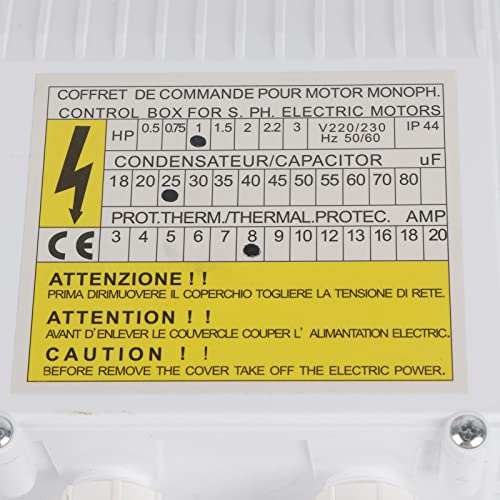 COFFRET DE COMMANDE POUR MOTOR MONOPH.
CONTROL BOX FOR S. PH. ELECTRIC MOTORS
HP 0.5 0.75 1 1.5 2 2.2 3 V220/230 Hz 50/60 IP 44
CONDENSATEUR/CAPACITOR uF
18 20 25 30 35 40 45 50 55 60 70 80
PROT.THERM./THERMAL.PROTEC. AMP
CE 3 4 5 6 7 8 9 10 12 14 16 18 20
ATTENZIONE ! !
PRIMA DIRIMUOVERE IL COPERCHIO TOGLIERE LA TENSIONE DI RETE.
ATTENTION ! !
AVANT D'ENLEVER LE COUVERCLE COUPER L' ALIMANTATION ELECTRIC.
CAUTION ! !
BEFORE REMOVE THE COVER TAKE OFF THE ELECTRIC POWER.